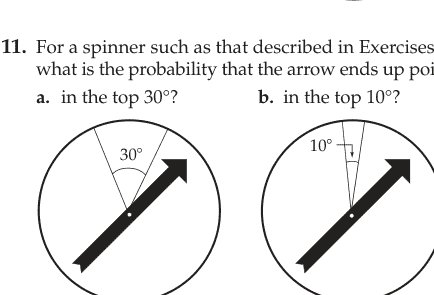 11. For a spinner such as that described in Exercises
what is the probability that the arrow ends up poi
a. in the top 30°? b. in the top 10°?
30° 10°